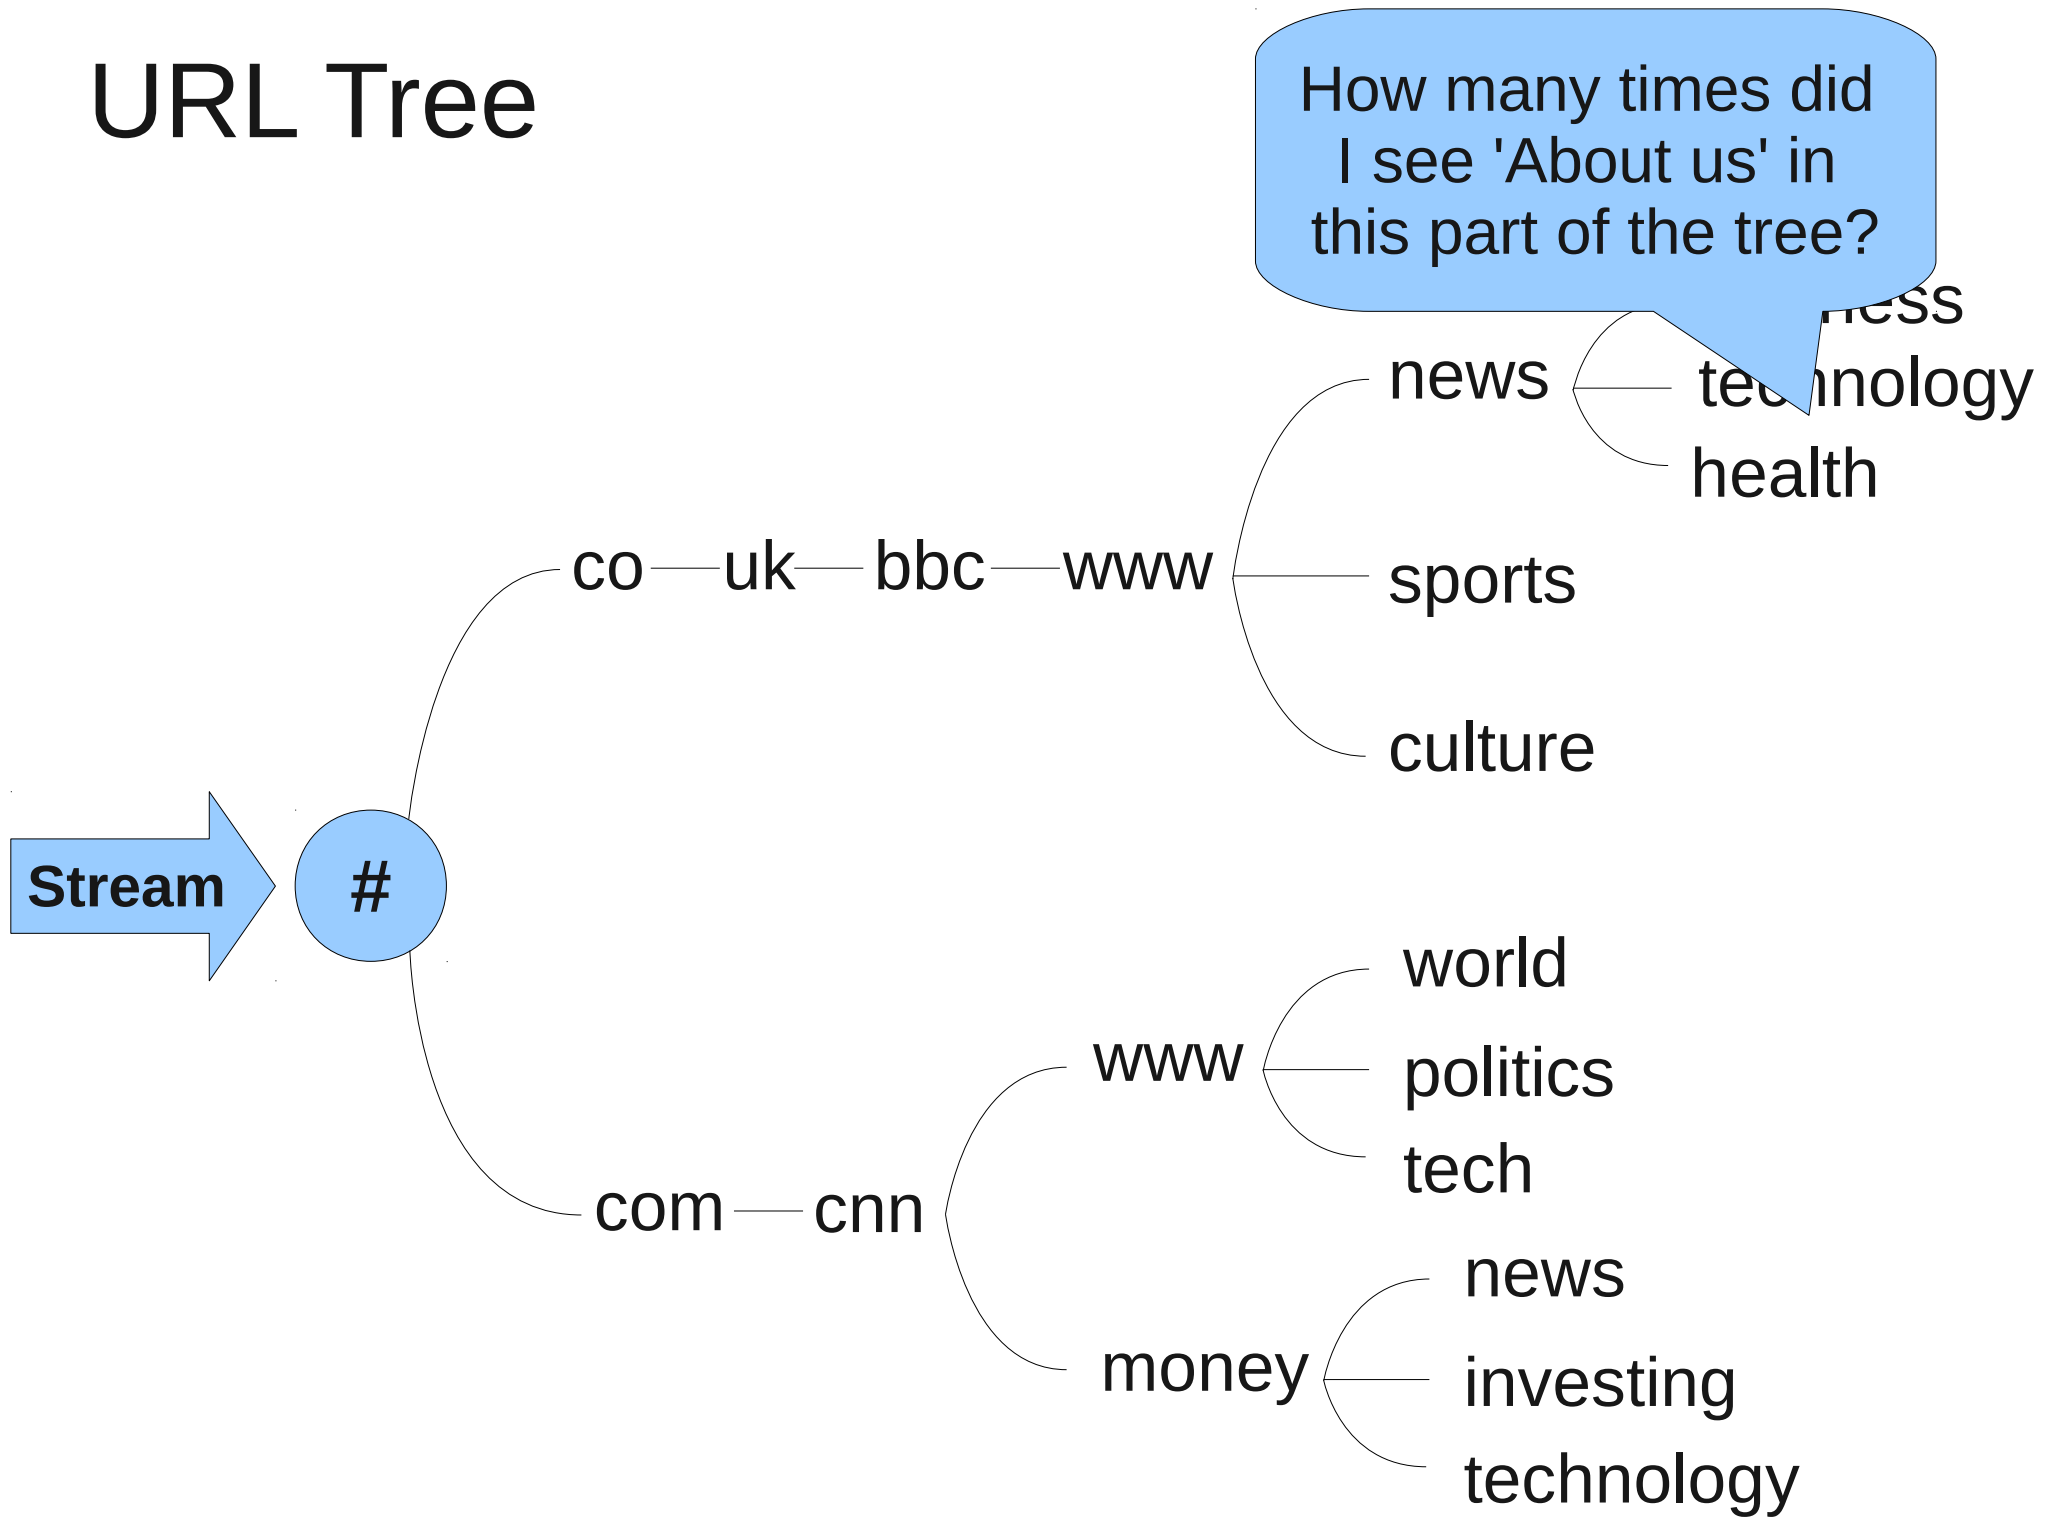 URL Tree
How many times did
I see 'About us' in
this part of the tree?
news
technology
health
co uk bbc www
sports
culture
Stream
#
world
www
politics
tech
com cnn
news
money
investing
technology